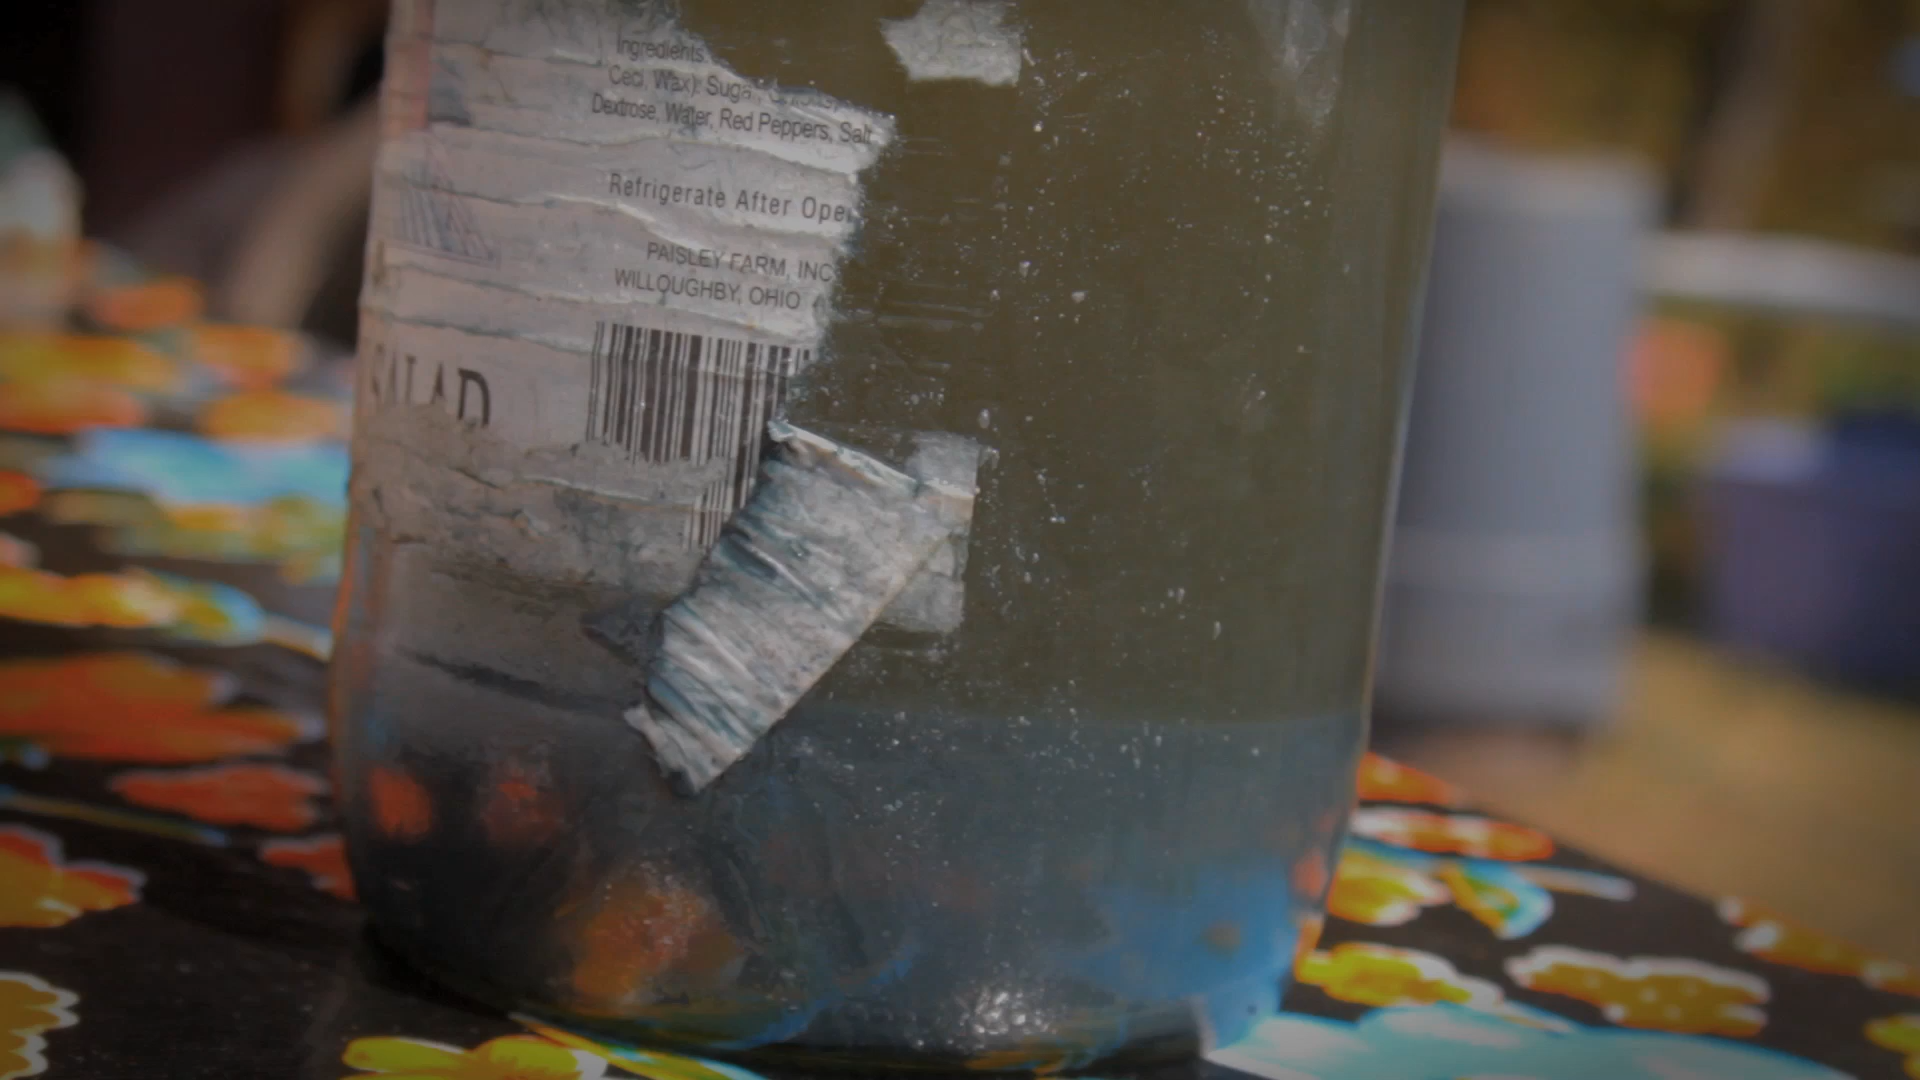 Ingredients
Ceci, Wax): Sugar,
Dextrose, Water, Red Peppers, Salt
Refrigerate After Ope
PAISLEY FARM, INC
WILLOUGHBY, OHIO
SALAD